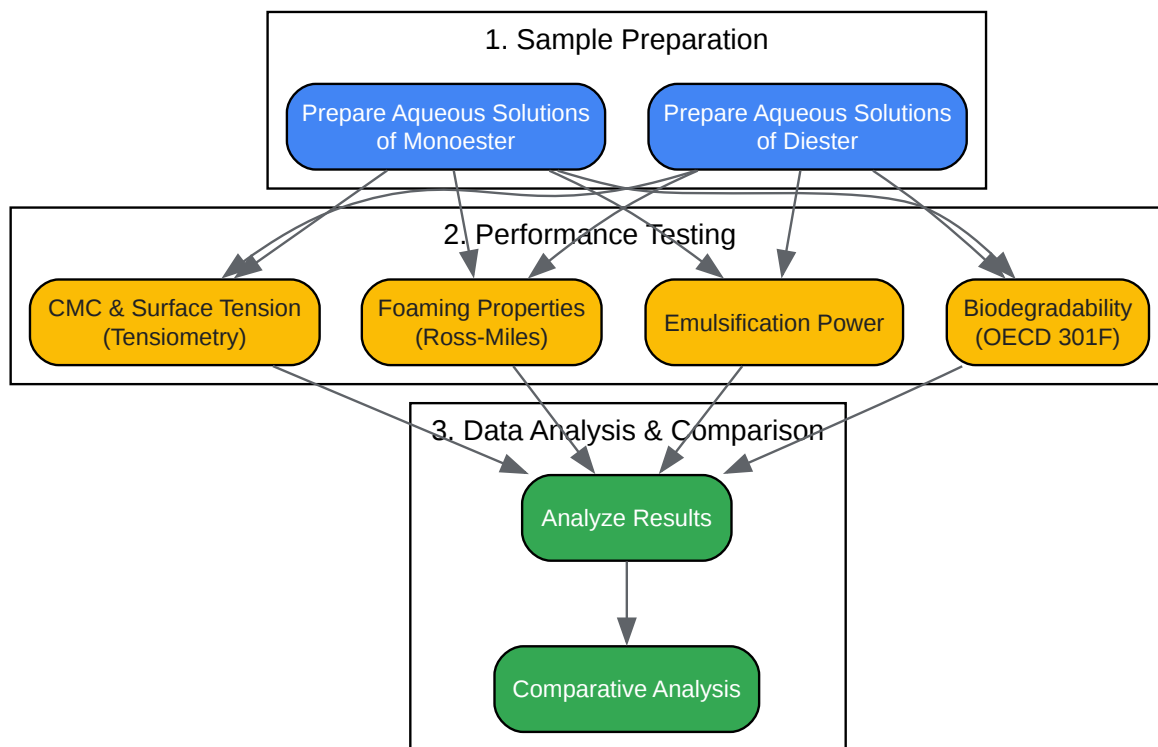 1. Sample Preparation
Prepare Aqueous Solutions
of Monoester
Prepare Aqueous Solutions
of Diester
2. Performance Testing
CMC & Surface Tension
(Tensiometry)
Foaming Properties
(Ross-Miles)
Emulsification Power
Biodegradability
(OECD 301F)
3. Data Analysis & Comparison
Analyze Results
Comparative Analysis